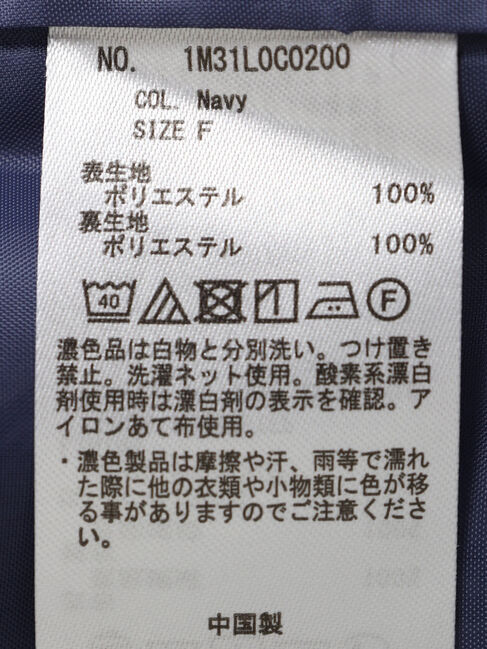 NO. 1M31L0C0200
COL. Navy
SIZE F
表生地
ポリエステル 100%
裏生地
ポリエステル 100%
40 F
濃色品は白物と分別洗い。つけ置き
禁止。洗濯ネット使用。酸素系漂白
剤使用時は漂白剤の表示を確認。ア
イロンあて布使用。
・濃色製品は摩擦や汗、雨等で濡れ
た際に他の衣類や小物類に色が移
る事がありますのでご注意くださ
い。
中国製